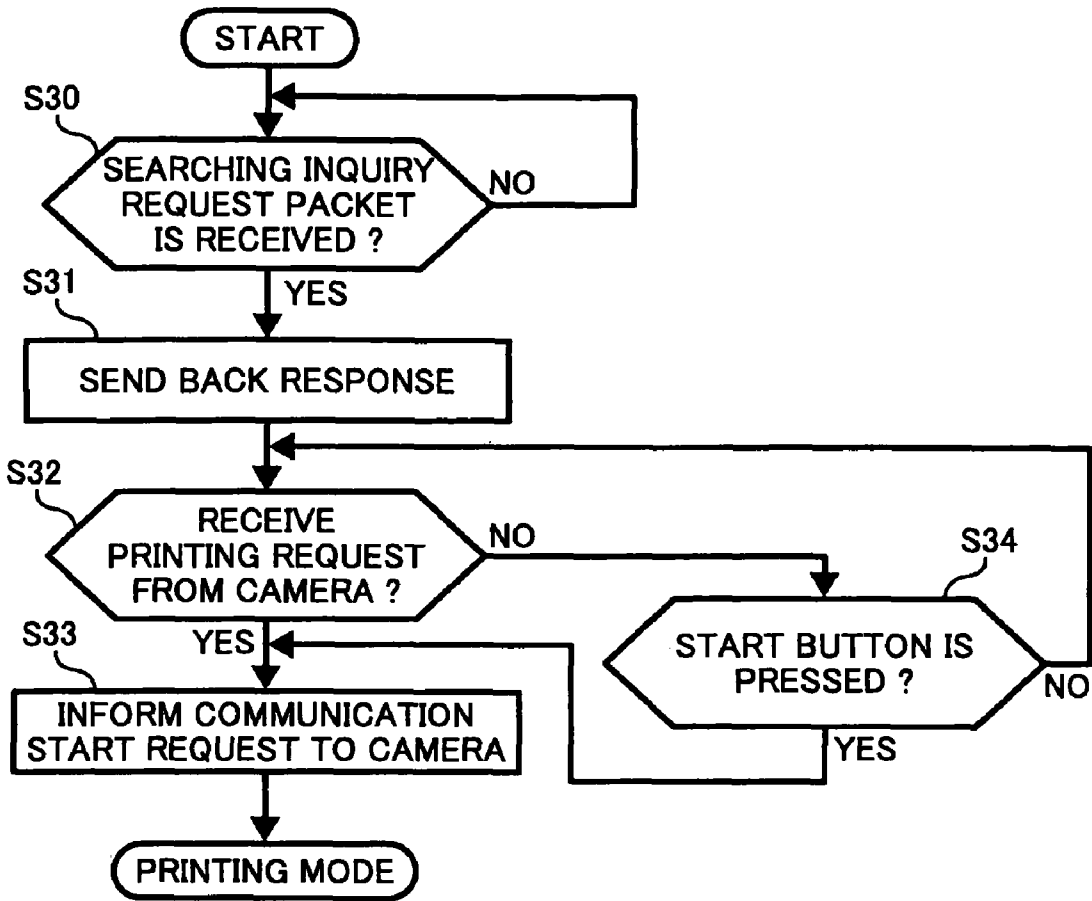 START
S30
SEARCHING INQUIRY
REQUEST PACKET
IS RECEIVED ?
NO
YES
S31
SEND BACK RESPONSE
S32
RECEIVE
PRINTING REQUEST
FROM CAMERA ?
NO
S34
START BUTTON IS
PRESSED ?
NO
YES
YES
S33
INFORM COMMUNICATION
START REQUEST TO CAMERA
PRINTING MODE